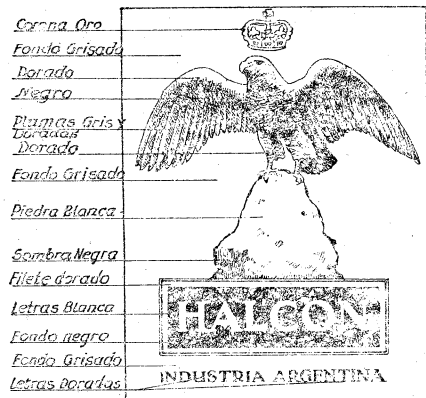 Corona Oro
Fondo Grisado
Dorado
Negro
Plumas Gris y
Doradas
Dorado
Fondo Grisado
Piedra Blanca
Sombra Negra
Filete dorado
Letras Blanca
HALCON
Fondo negro
Fondo Grisado
Letras Doradas
INDUSTRIA ARGENTINA